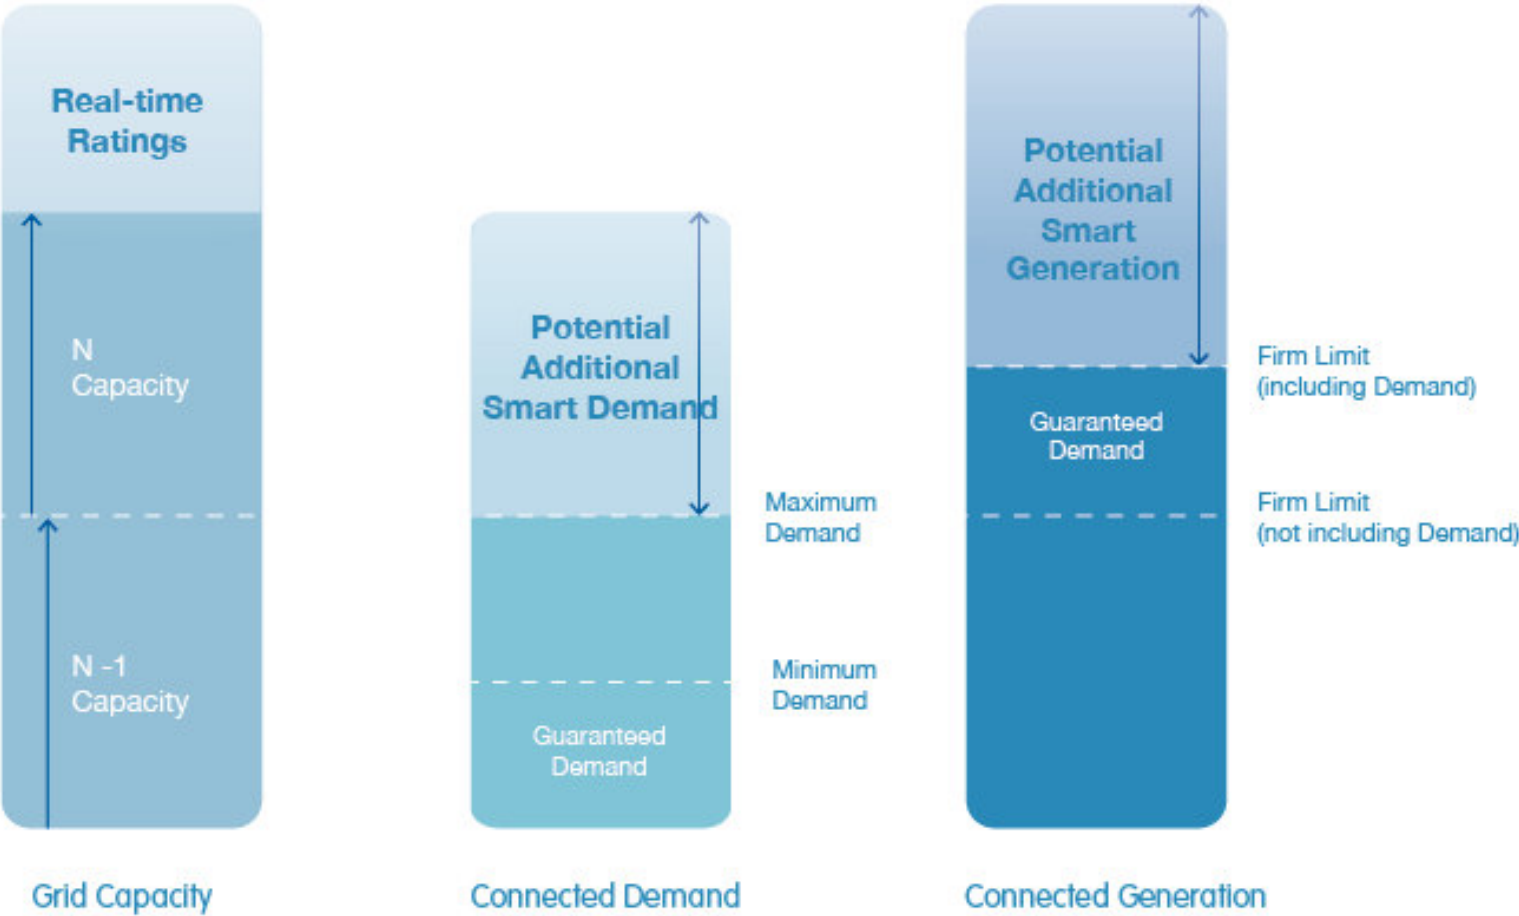 Real-time
Ratings
N
Capacity
N -1
Capacity
Grid Capacity
Potential
Additional
Smart Demand
Maximum
Demand
Minimum
Demand
Guaranteed
Demand
Connected Demand
Potential
Additional
Smart
Generation
Firm Limit
(including Demand)
Guaranteed
Demand
Firm Limit
(not including Demand)
Connected Generation